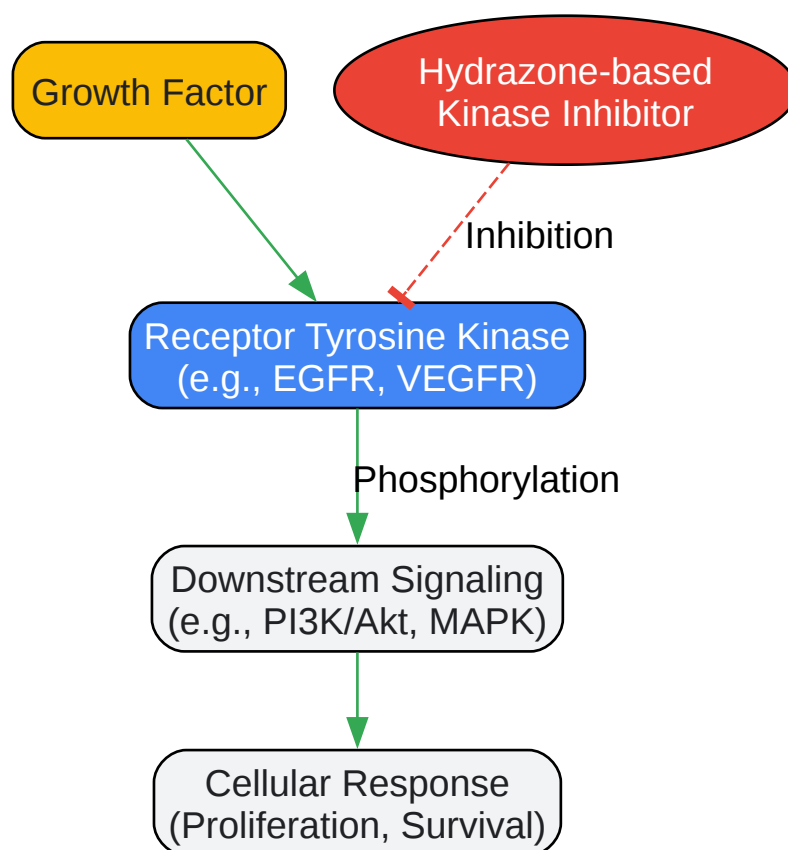 Growth Factor
Hydrazone-based
Kinase Inhibitor
Inhibition
Receptor Tyrosine Kinase
(e.g., EGFR, VEGFR)
Phosphorylation
Downstream Signaling
(e.g., PI3K/Akt, MAPK)
Cellular Response
(Proliferation, Survival)